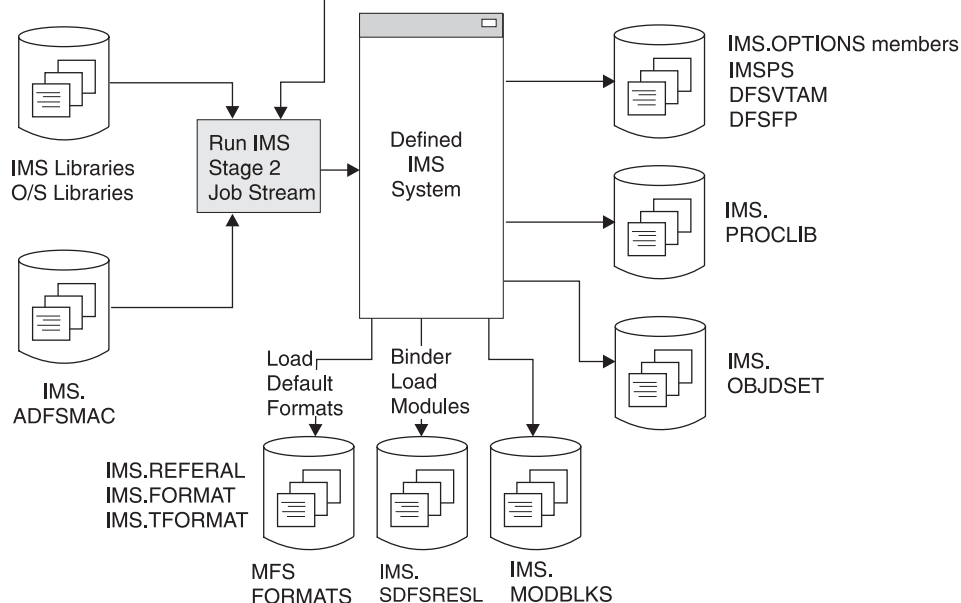 IMS Libraries
O/S Libraries
IMS.
ADFSMAC
Run IMS
Stage 2
Job Stream
Defined
IMS
System
IMS.OPTIONS members
IMSPS
DFSVTAM
DFSFP
IMS.
PROCLIB
IMS.
OBJDSET
Load
Default
Formats
Binder
Load
Modules
IMS.REFERAL
IMS.FORMAT
IMS.TFORMAT
MFS
FORMATS
IMS.
SDFSRESL
IMS.
MODBLKS